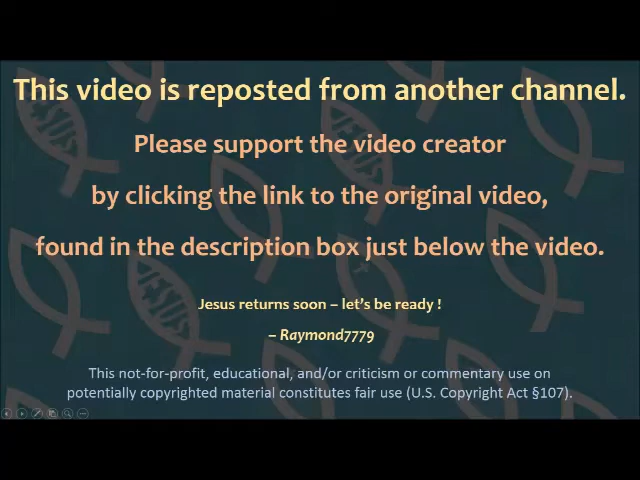 This video is reposted from another channel.
Please support the video creator
by clicking the link to the original video,
found in the description box just below the video.
Jesus returns soon – let's be ready !
– Raymond7779
This not-for-profit, educational, and/or criticism or commentary use on
potentially copyrighted material constitutes fair use (U.S. Copyright Act §107).
JESUS
JESUS
JESUS